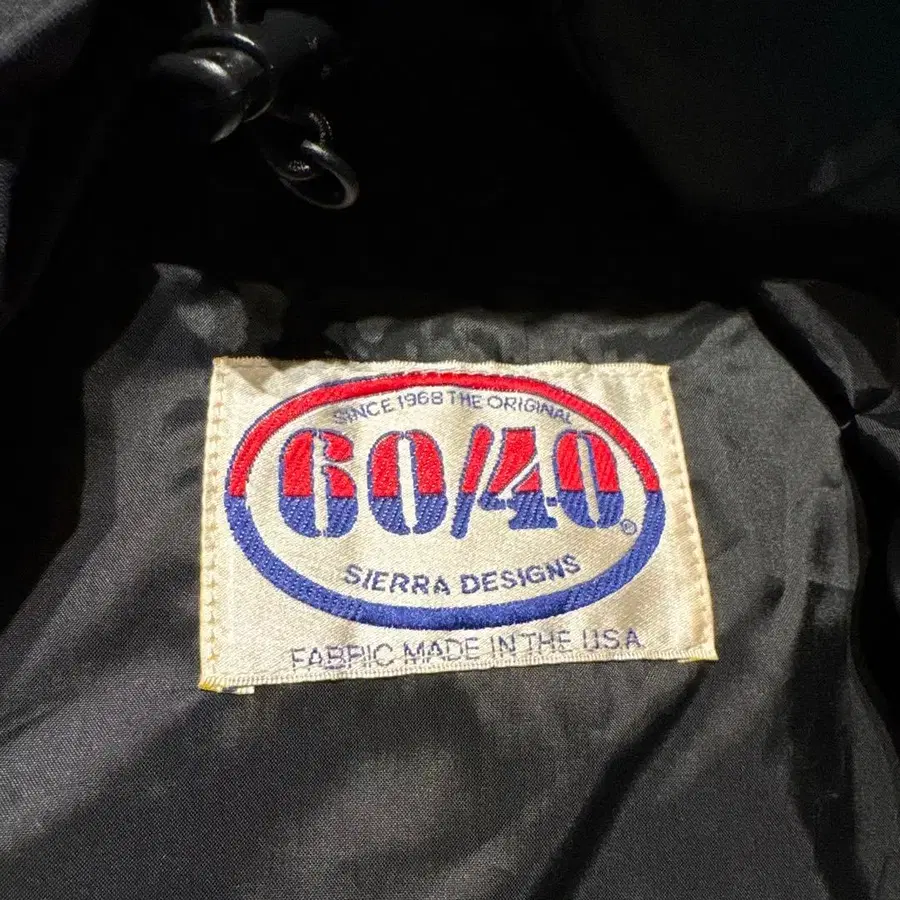 SINCE 1968 THE ORIGINAL
60/40®
SIERRA DESIGNS
FABRIC MADE IN THE USA